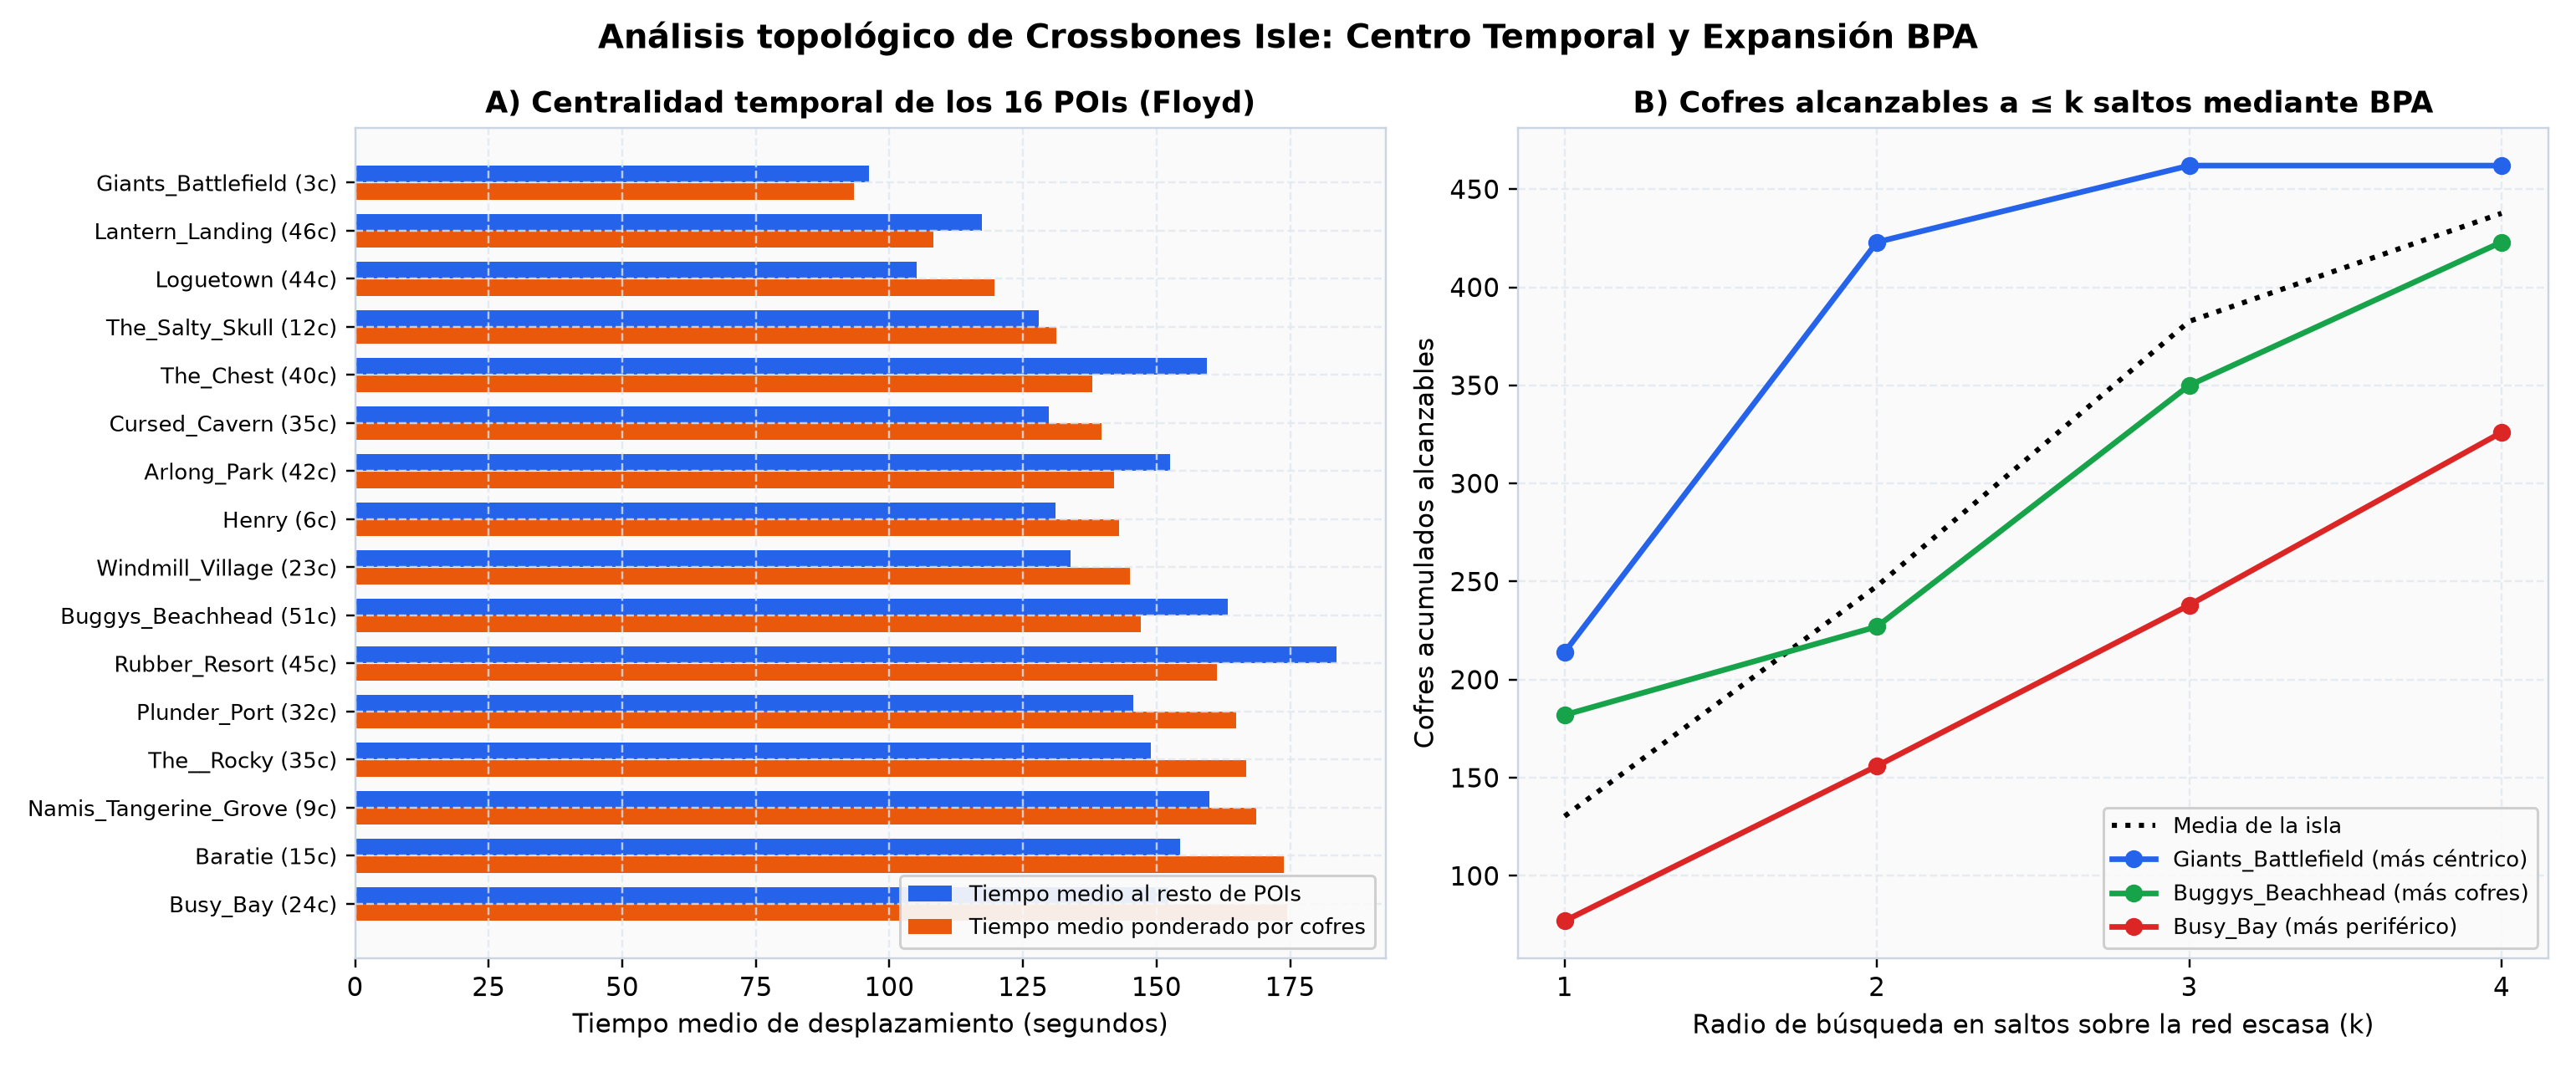 Análisis topológico de Crossbones Isle: Centro Temporal y Expansión BPA
A) Centralidad temporal de los 16 POIs (Floyd)
Giants_Battlefield (3c)
Lantern_Landing (46c)
Loguetown (44c)
The_Salty_Skull (12c)
The_Chest (40c)
Cursed_Cavern (35c)
Arlong_Park (42c)
Henry (6c)
Windmill_Village (23c)
Buggys_Beachhead (51c)
Rubber_Resort (45c)
Plunder_Port (32c)
The__Rocky (35c)
Namis_Tangerine_Grove (9c)
Baratie (15c)
Busy_Bay (24c)
Tiempo medio al resto de POIs
Tiempo medio ponderado por cofres
0 25 50 75 100 125 150 175
Tiempo medio de desplazamiento (segundos)
B) Cofres alcanzables a ≤ k saltos mediante BPA
Cofres acumulados alcanzables
450
400
350
300
250
200
150
100
Media de la isla
Giants_Battlefield (más céntrico)
Buggys_Beachhead (más cofres)
Busy_Bay (más periférico)
1 2 3 4
Radio de búsqueda en saltos sobre la red escasa (k)